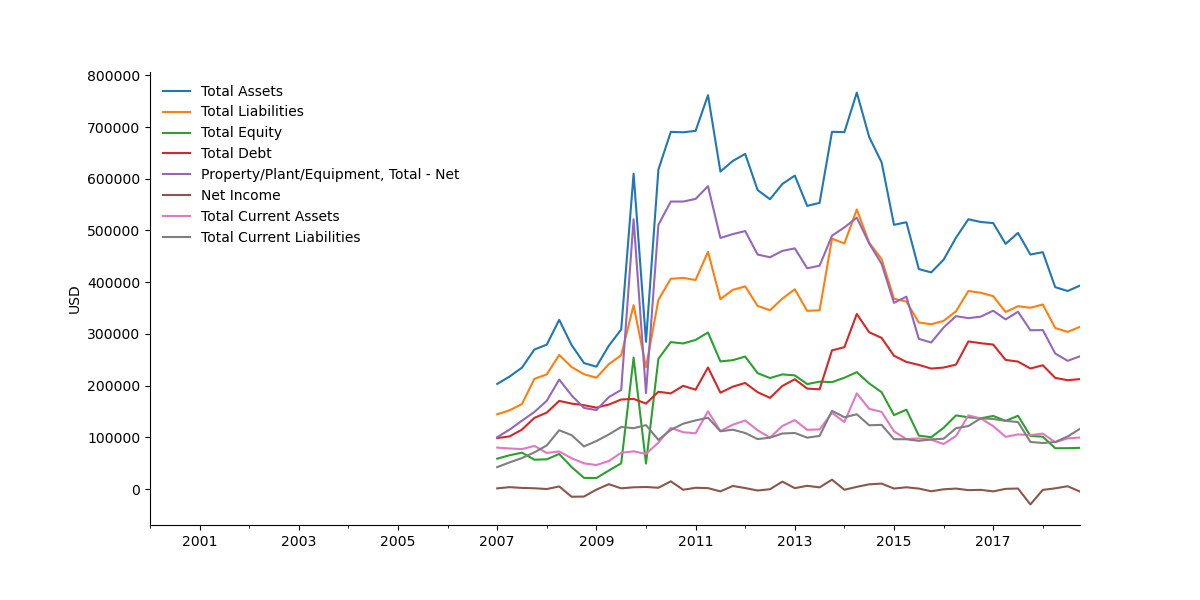 800000
700000
600000
500000
400000
300000
200000
100000
0
USD
Total Assets
Total Liabilities
Total Equity
Total Debt
Property/Plant/Equipment, Total - Net
Net Income
Total Current Assets
Total Current Liabilities
2001 2003 2005 2007 2009 2011 2013 2015 2017